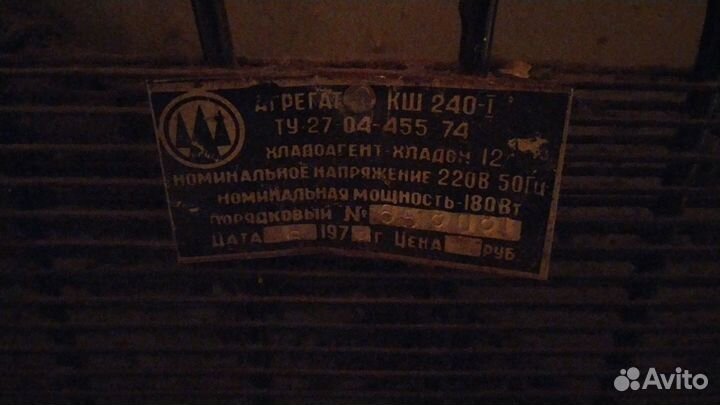 АГРЕГАТ КШ 240-I
ТУ-27 04-455 74
ХЛАДОАГЕНТ-ХЛАДОН 12
НОМИНАЛЬНОЕ НАПРЯЖЕНИЕ 220В 50ГЦ
НОМИНАЛЬНАЯ МОЩНОСТЬ-180ВТ
ПОРЯДКОВЫЙ №
ДАТА 197 Г ЦЕНА РУБ
Avito